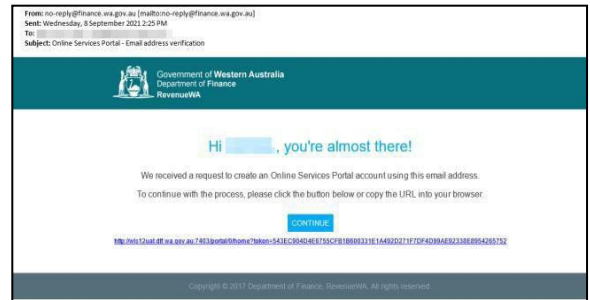 From: no-reply@finance.wa.gov.au [mailto:no-reply@finance.wa.gov.au]
Sent: Wednesday, 8 September 2021 2:25 PM
To:
Subject: Online Services Portal - Email address verification
Government of Western Australia
Department of Finance
RevenueWA
Hi , you're almost there!
We received a request to create an Online Services Portal account using this email address.
To continue with the process, please click the button below or copy the URL into your browser.
CONTINUE
Copyright © 2017 Department of Finance, RevenueWA. All rights reserved.